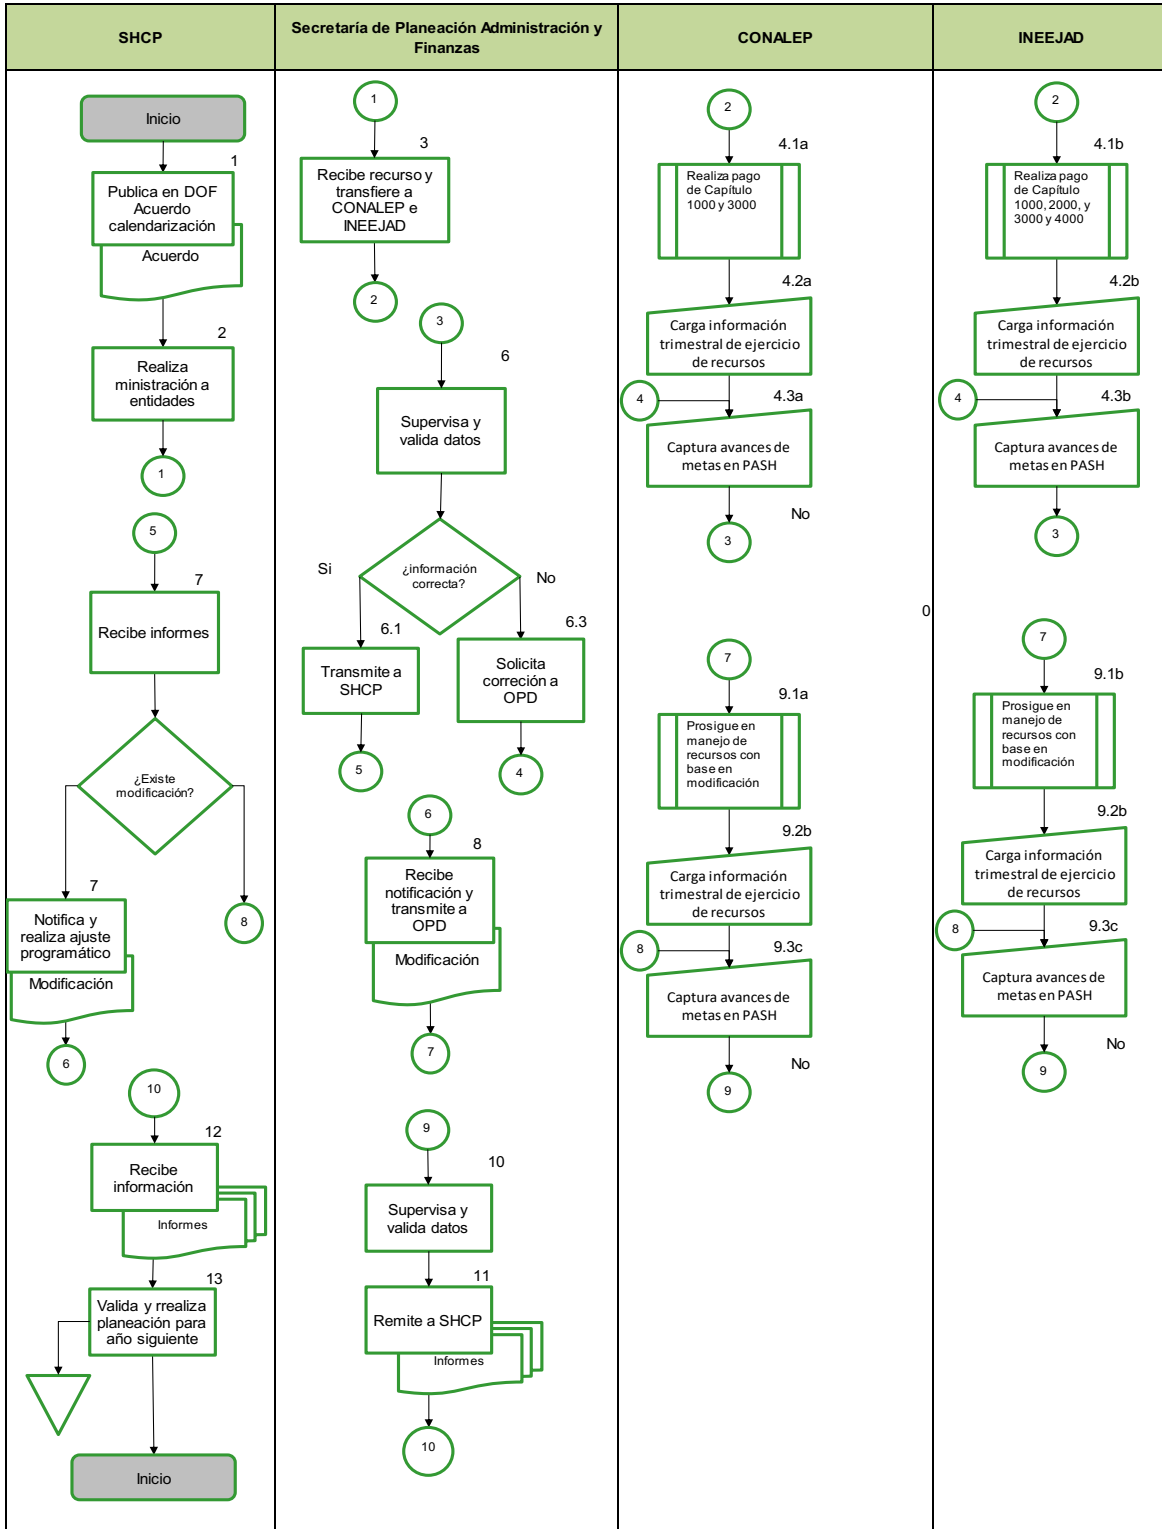 SHCP
Secretaría de Planeación Administración y
Finanzas
CONALEP
INEEJAD
Inicio
1
Publica en DOF
Acuerdo
calendarización
Acuerdo
2
Realiza
ministración a
entidades
1
5
7
Recibe informes
¿Existe
modificación?
7
Notifica y
realiza ajuste
programático
Modificación
8
6
10
12
Recibe
información
Informes
13
Valida y rrealiza
planeación para
año siguiente
Inicio
1
3
Recibe recurso y
transfiere a
CONALEP e
INEEJAD
2
3
6
Supervisa y
valida datos
¿información
correcta?
Si
No
6.1
Transmite a
SHCP
6.3
Solicita
correción a
OPD
5
4
6
8
Recibe
notificación y
transmite a
OPD
Modificación
7
9
10
Supervisa y
valida datos
11
Remite a SHCP
Informes
10
2
4.1a
Realiza pago
de Capítulo
1000 y 3000
4.2a
Carga información
trimestral de ejercicio
de recursos
4
4.3a
Captura avances de
metas en PASH
No
3
0
7
9.1a
Prosigue en
manejo de
recursos con
base en
modificación
9.2b
Carga información
trimestral de ejercicio
de recursos
8
9.3c
Captura avances de
metas en PASH
No
9
2
4.1b
Realiza pago
de Capítulo
1000, 2000, y
3000 y 4000
4.2b
Carga información
trimestral de ejercicio
de recursos
4
4.3b
Captura avances de
metas en PASH
3
7
9.1b
Prosigue en
manejo de
recursos con
base en
modificación
9.2b
Carga información
trimestral de ejercicio
de recursos
8
9.3c
Captura avances de
metas en PASH
No
9